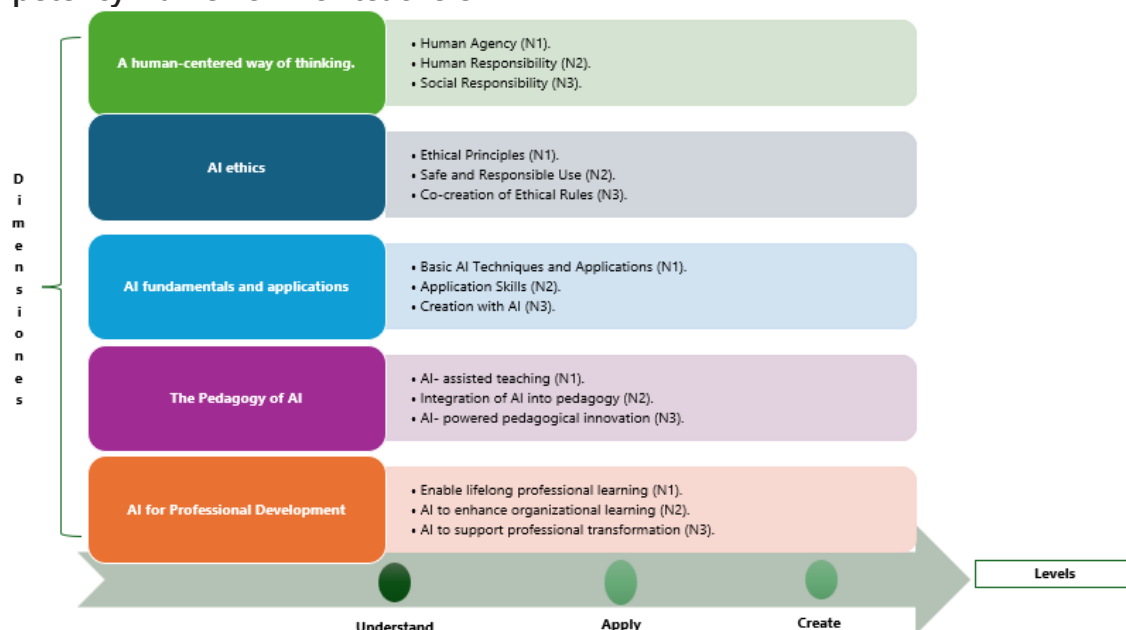 A human-centered way of thinking.
• Human Agency (N1).
• Human Responsibility (N2).
• Social Responsibility (N3).
AI ethics
• Ethical Principles (N1).
• Safe and Responsible Use (N2).
• Co-creation of Ethical Rules (N3).
Dimensiones
AI fundamentals and applications
• Basic AI Techniques and Applications (N1).
• Application Skills (N2).
• Creation with AI (N3).
The Pedagogy of AI
• AI- assisted teaching (N1).
• Integration of AI into pedagogy (N2).
• AI- powered pedagogical innovation (N3).
AI for Professional Development
• Enable lifelong professional learning (N1).
• AI to enhance organizational learning (N2).
• AI to support professional transformation (N3).
Levels
Understand
Apply
Create